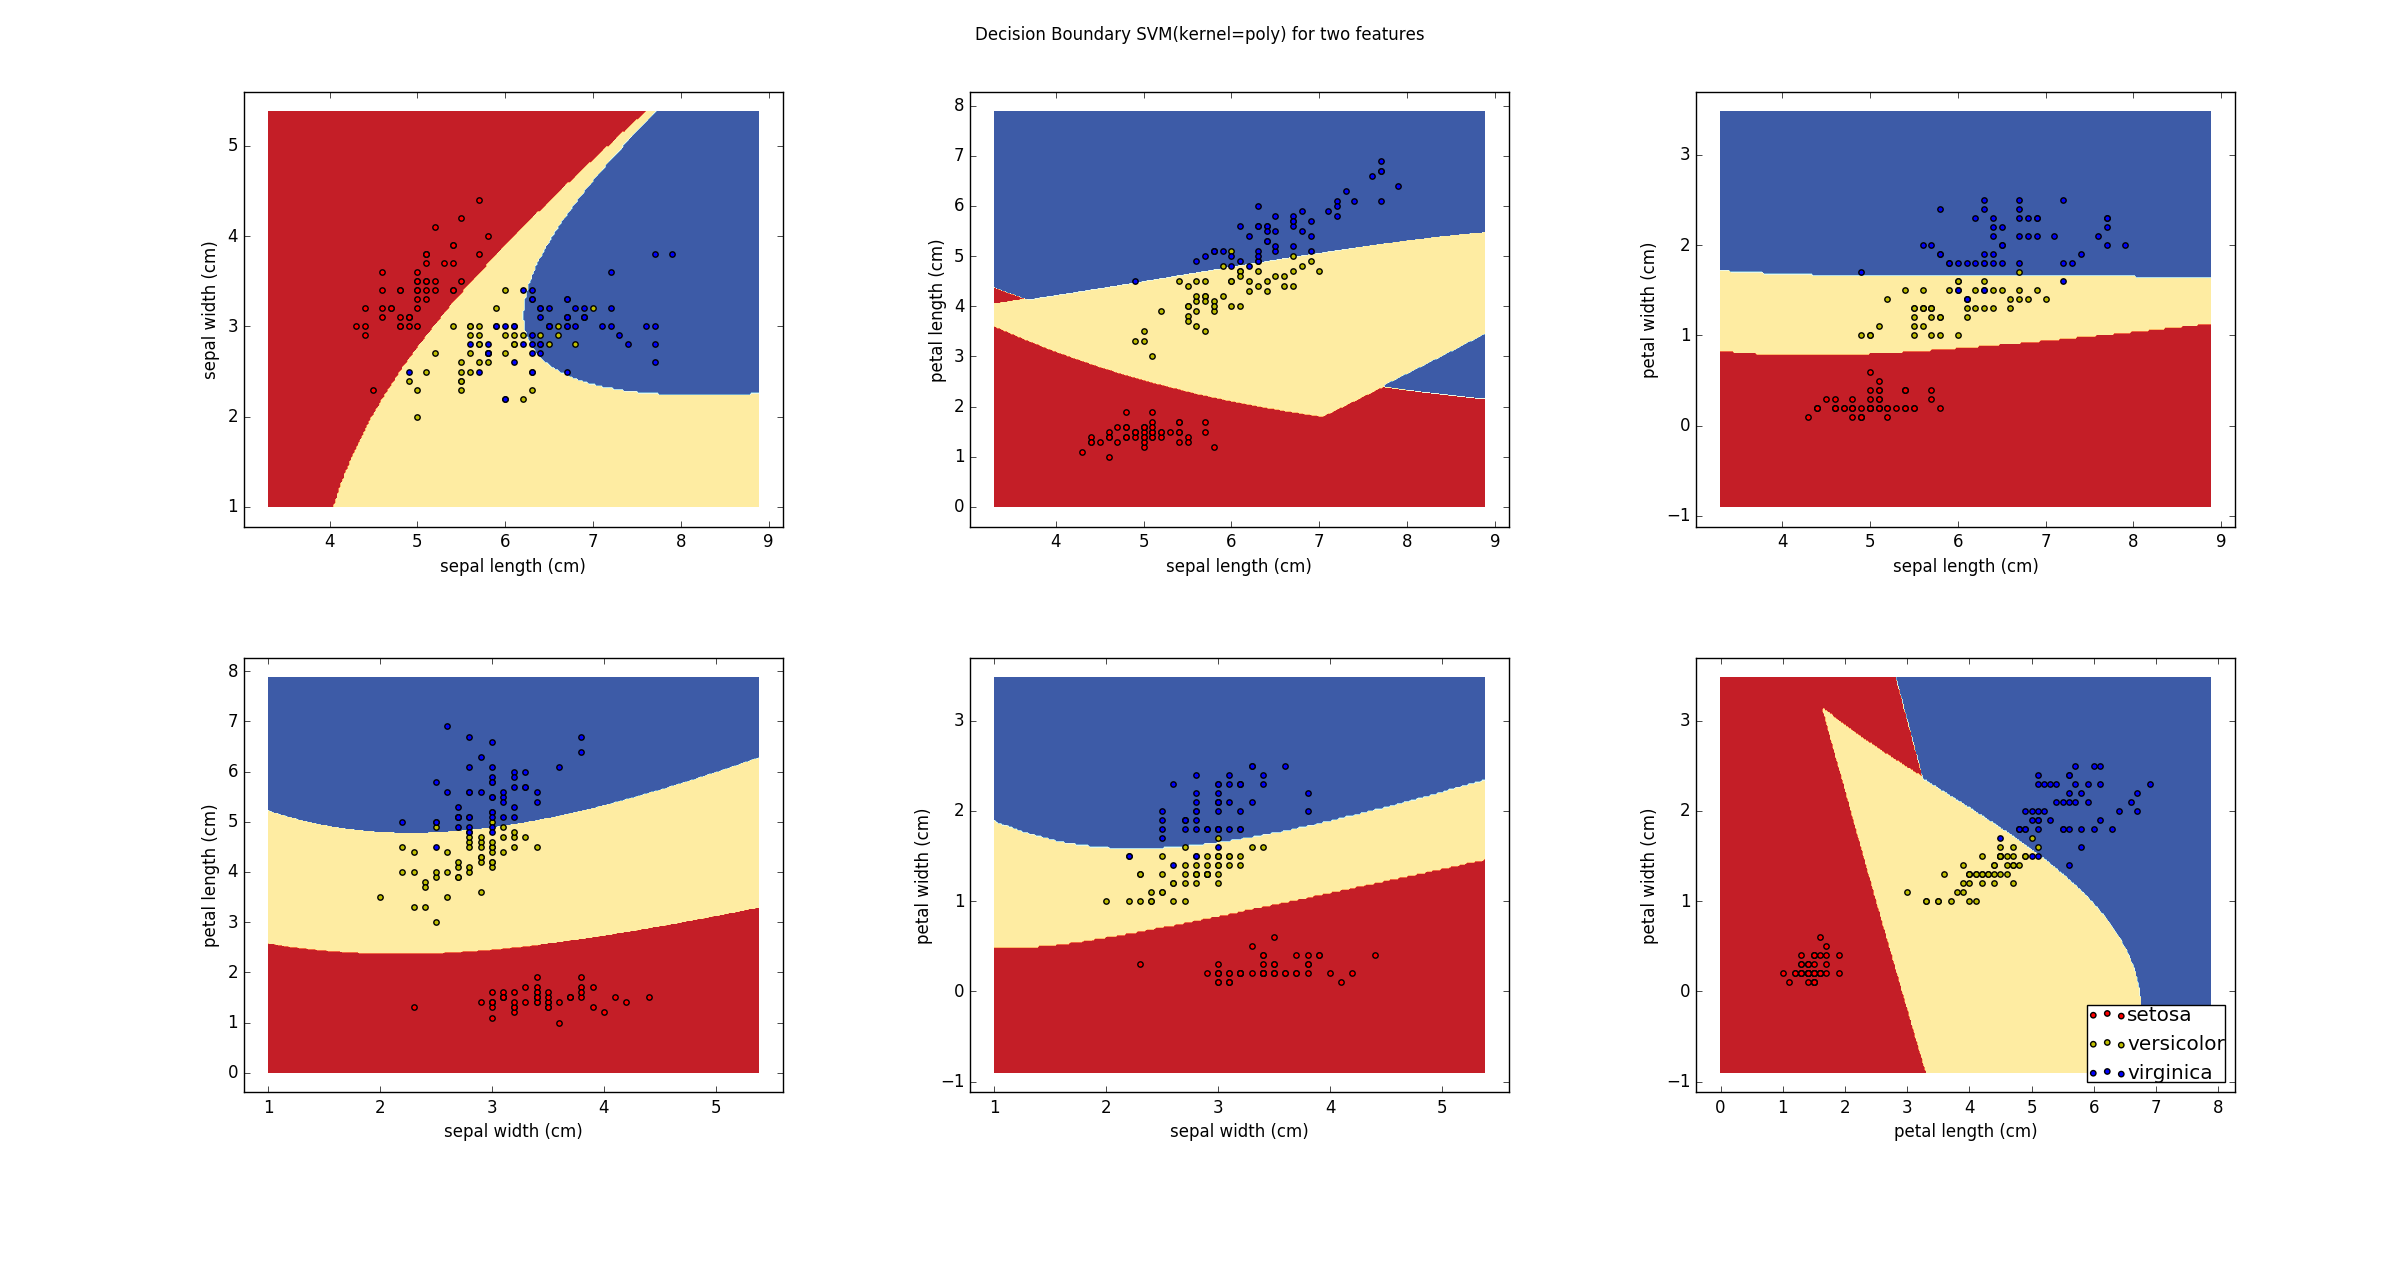 Decision Boundary SVM(kernel=poly) for two features
5
4
3
2
1
sepal width (cm)
4 5 6 7 8 9
sepal length (cm)
8
7
6
5
4
3
2
1
0
petal length (cm)
4 5 6 7 8 9
sepal length (cm)
3
2
1
0
−1
petal width (cm)
4 5 6 7 8 9
sepal length (cm)
8
7
6
5
4
3
2
1
0
petal length (cm)
1 2 3 4 5
sepal width (cm)
3
2
1
0
−1
petal width (cm)
1 2 3 4 5
sepal width (cm)
3
2
1
0
−1
petal width (cm)
0 1 2 3 4 5 6 7 8
petal length (cm)
setosa
versicolor
virginica